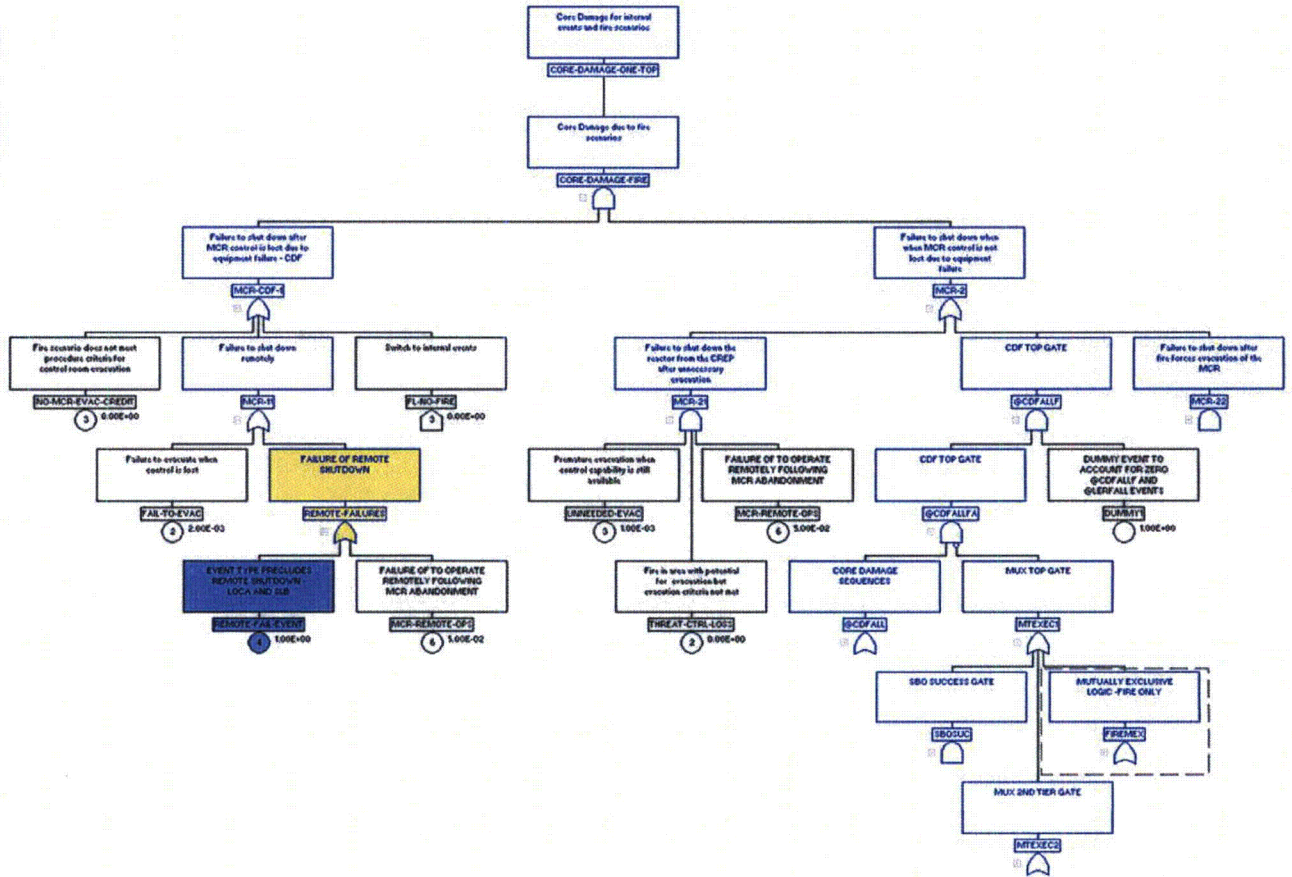 Core Damage for internal
events and fire scenarios
CORE-DAMAGE-ONE-TOP
Core Damage due to fire
scenarios
CORE-DAMAGE-FIRE
Failure to shut down after
MCR control is lost due to
equipment failure - CDF
MCR-CDF-1
Failure to shut down when
when MCR control is not
lost due to equipment
failure
MCR-2
Fire scenario does not meet
procedure criteria for
control room evacuation
NO-MCR-EVAC-CREDIT
3 0.00E+00
Failure to shut down
remotely
MCR-11
Switch to internal events
FL-NO-FIRE
3 0.00E+00
Failure to shut down the
reactor from the CREP
after unnecessary
evacuation
MCR-21
CDF TOP GATE
@CDFALLF
Failure to shut down after
fire forces evacuation of the
MCR
MCR-22
Failure to evacuate when
control is lost
FAIL-TO-EVAC
2 2.00E-03
FAILURE OF REMOTE
SHUTDOWN
REMOTE-FAILURES
Premature evacuation when
control capability is still
available
UNNEEDED-EVAC
3 1.00E-03
FAILURE OF TO OPERATE
REMOTELY FOLLOWING
MCR ABANDONMENT
MCR-REMOTE-OPS
6 5.00E-02
CDF TOP GATE
@CDFALLFA
DUMMY EVENT TO
ACCOUNT FOR ZERO
@CDFALLF AND
@LERFALL EVENTS
DUMMY1
1.00E+00
EVENT TYPE PRECLUDES
REMOTE SHUTDOWN -
LOCA AND SLB
REMOTE-FAIL-EVENT
4 1.00E+00
FAILURE OF TO OPERATE
REMOTELY FOLLOWING
MCR ABANDONMENT
MCR-REMOTE-OPS
6 5.00E-02
Fire in area with potential
for evacuation but
evacuation criteria not met
THREAT-CTRL-LOSS
2 0.00E+00
CORE DAMAGE
SEQUENCES
@CDFALL
MUX TOP GATE
MTEXEC1
SBO SUCCESS GATE
SBOSUC
MUTUALLY EXCLUSIVE
LOGIC -FIRE ONLY
FIREMEX
MUX 2ND TIER GATE
MTEXEC2